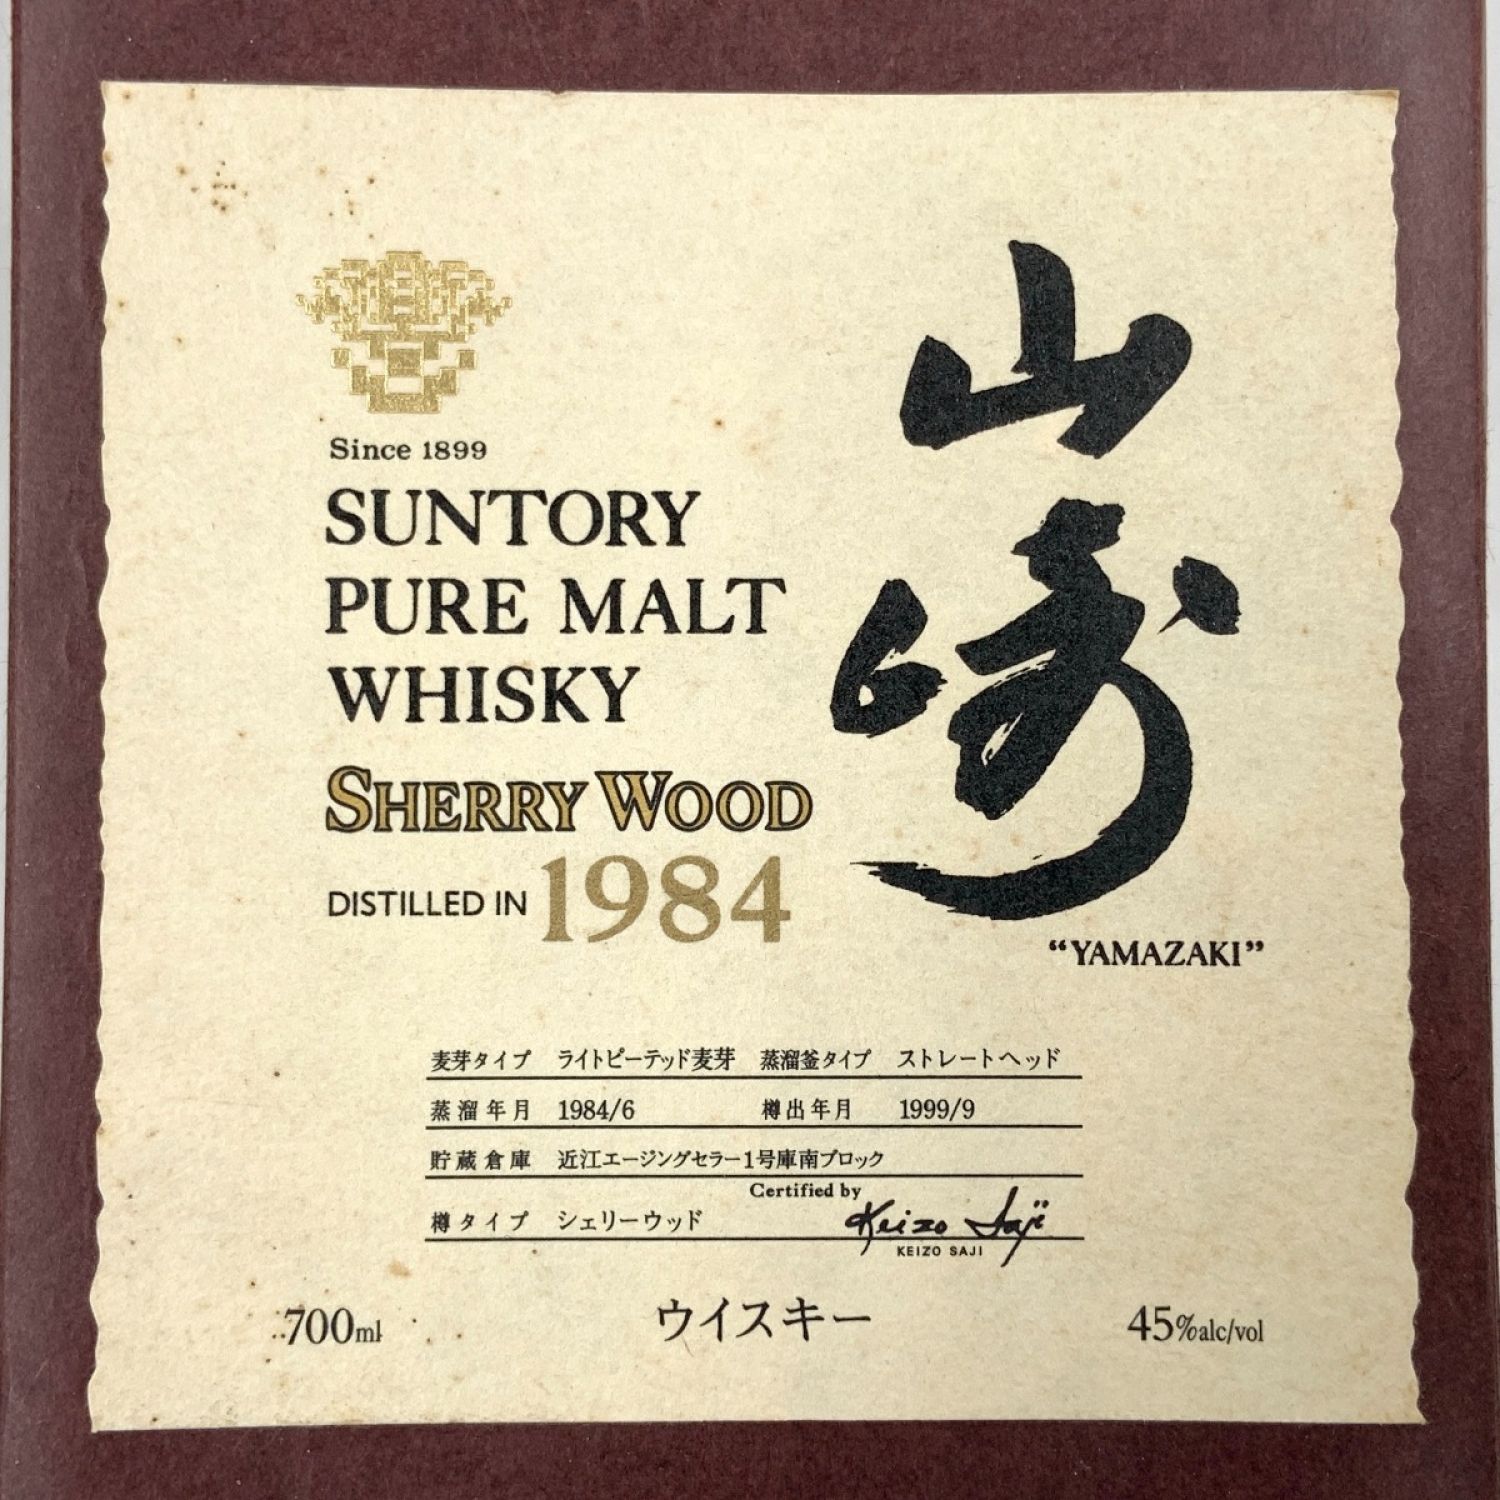 山崎
"YAMAZAKI"
Since 1899
SUNTORY
PURE MALT
WHISKY
SHERRY WOOD
DISTILLED IN 1984
麦芽タイプ ライトピーテッド麦芽 蒸溜釜タイプ ストレートヘッド
蒸溜年月 1984/6 樽出年月 1999/9
貯蔵倉庫 近江エージングセラー1号庫南ブロック
樽タイプ シェリーウッド
Certified by
Keizo Saji
KEIZO SAJI
700ml ウイスキー 45%alc/vol